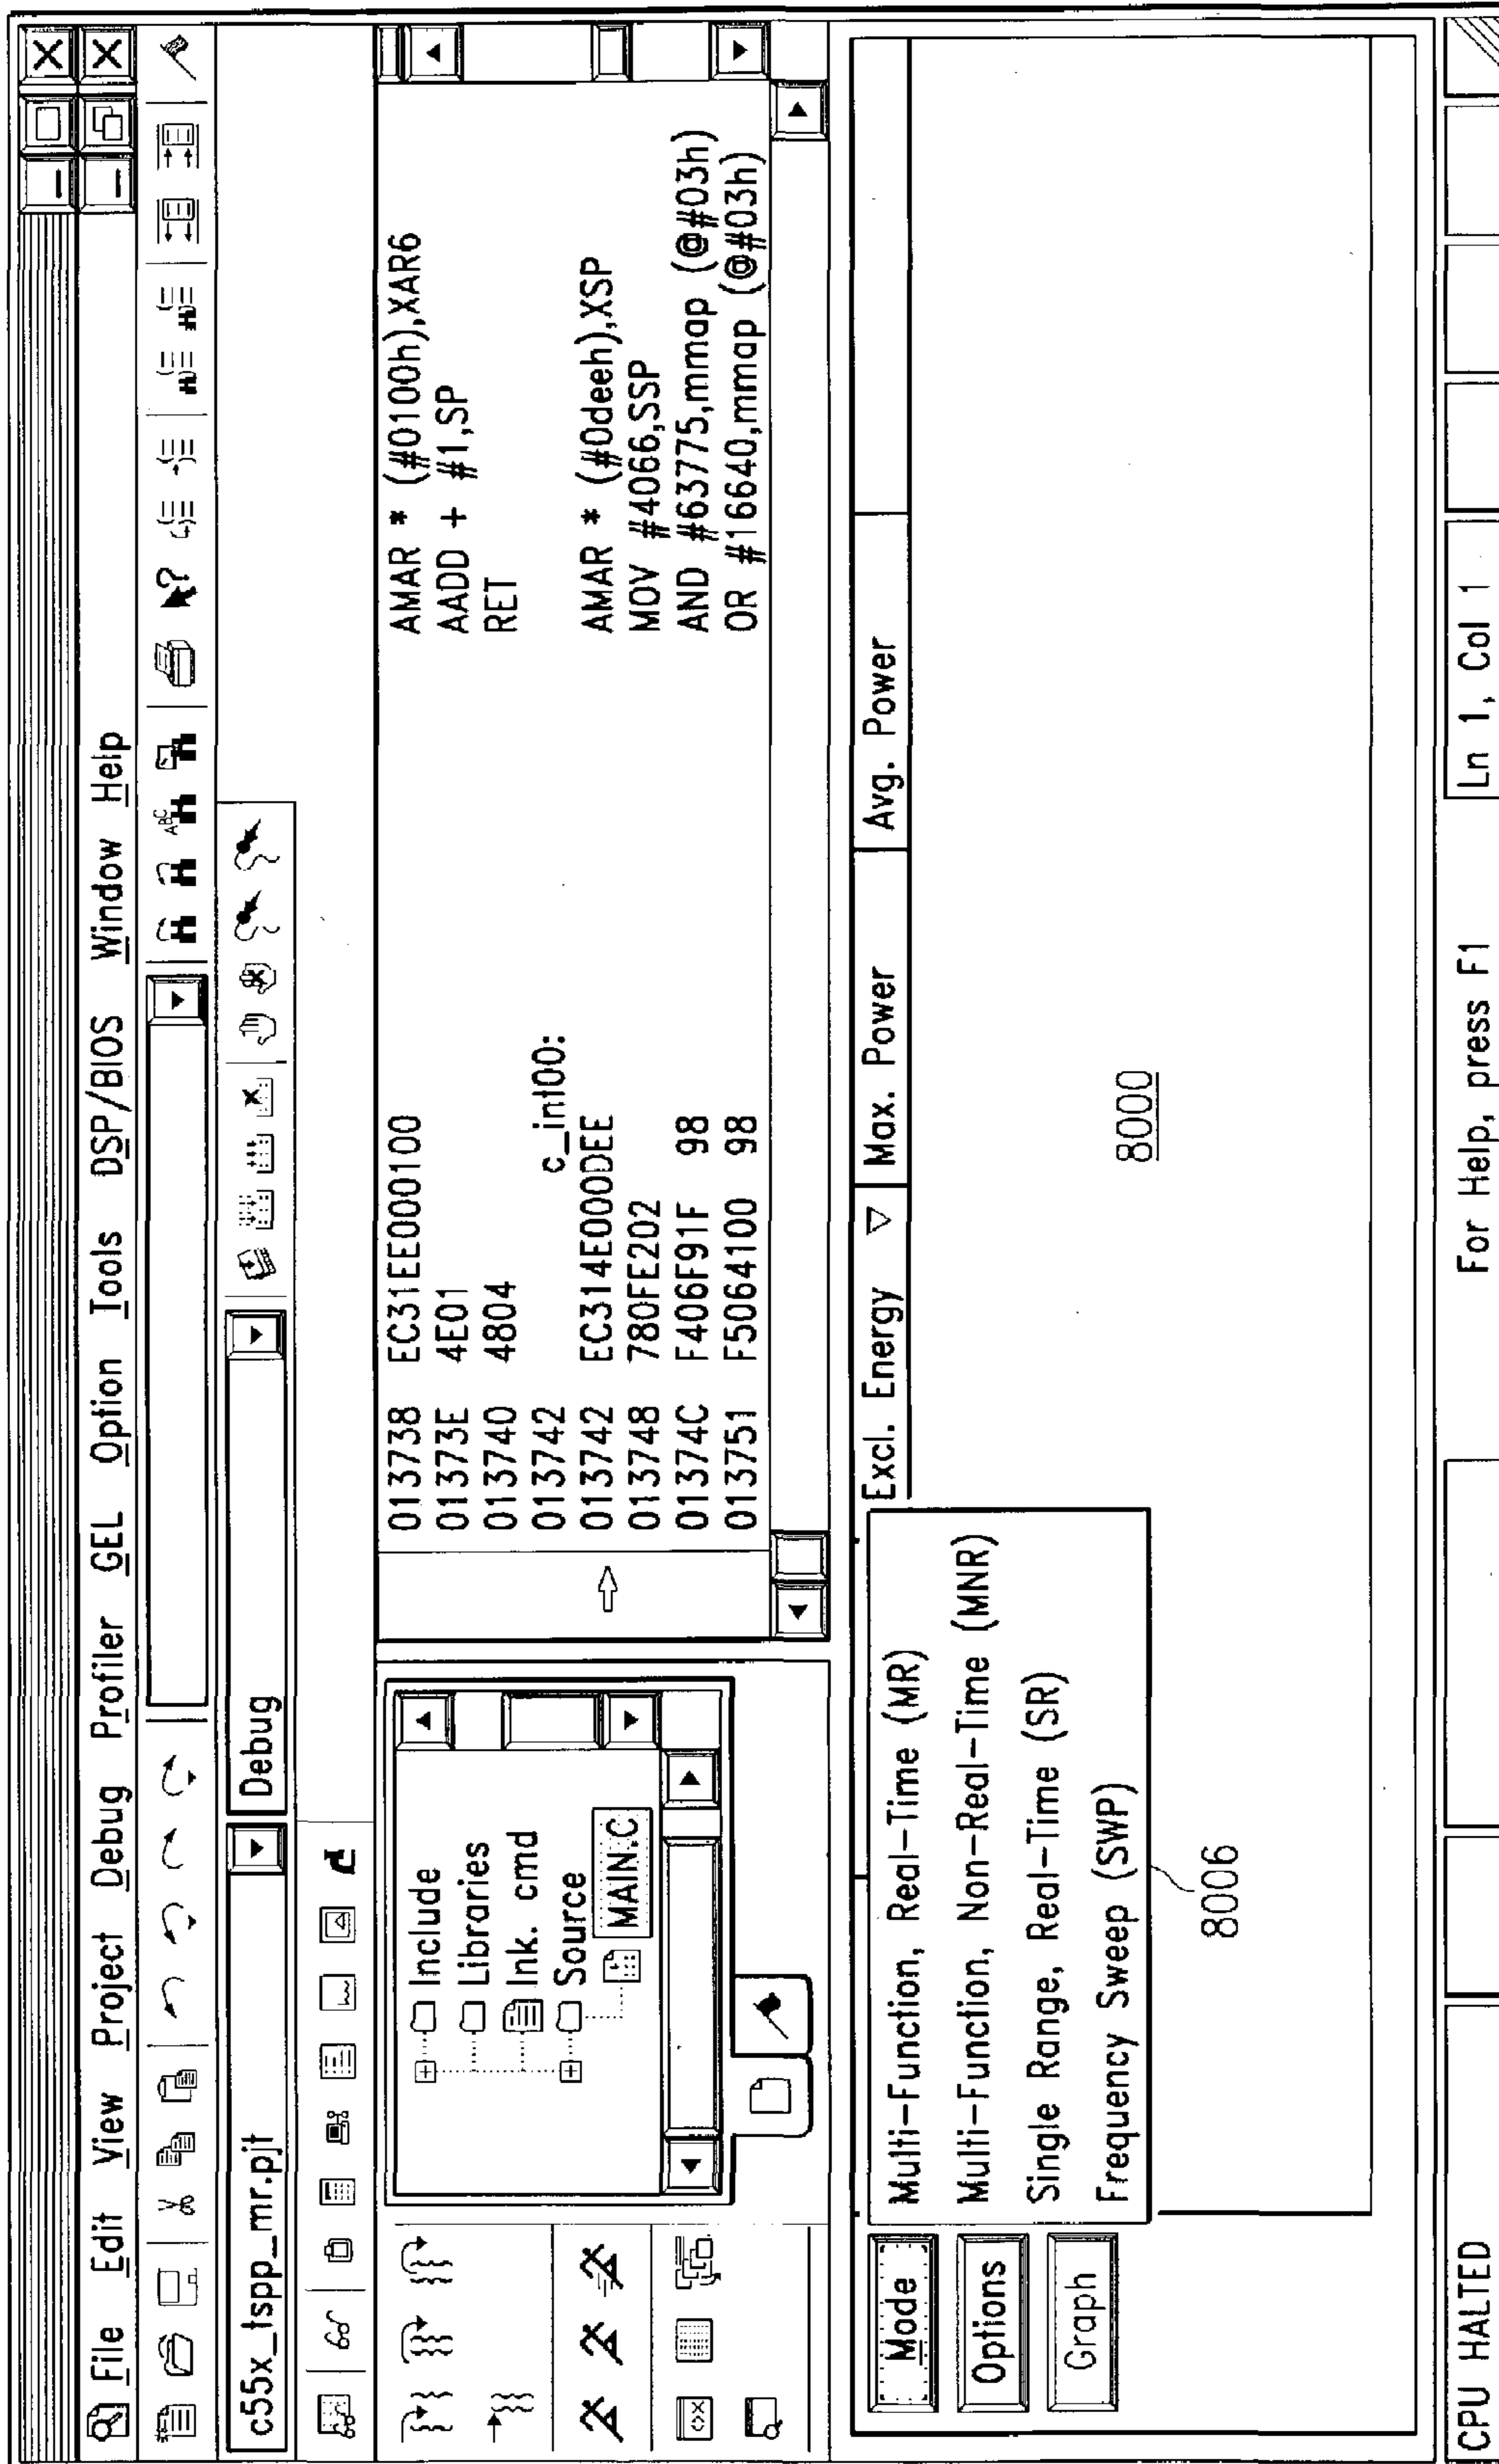 File Edit View Project Debug Profiler GEL Option Tools DSP/BIOS Window Help
ABC
c55x_tspp_mr.pjt Debug
Include
Libraries
Ink. cmd
Source
MAIN.C
013738 EC31EE000100 AMAR * (#0100h),XAR6
01373E 4E01 AADD + #1,SP
013740 4804 RET
013742 c_int00:
013742 EC314E000DEE AMAR * (#0deeh),XSP
013748 780FE202 MOV #4066,SSP
01374C F406F91F 98 AND #63775,mmap (@#03h)
013751 F5064100 98 OR #16640,mmap (@#03h)
Mode
Options
Graph
Multi-Function, Real-Time (MR)
Multi-Function, Non-Real-Time (MNR)
Single Range, Real-Time (SR)
Frequency Sweep (SWP)
8006
Excl. Energy Max. Power Avg. Power
8000
CPU HALTED For Help, press F1 Ln 1, Col 1